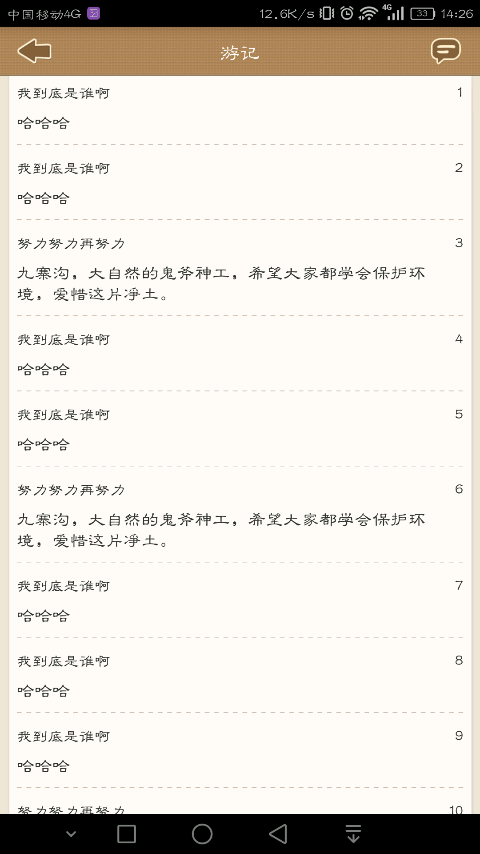 中国移动4G 12.6K/s 4G 33 14:26
游记
我到底是谁啊 1
哈哈哈
我到底是谁啊 2
哈哈哈
努力努力再努力 3
九寨沟，大自然的鬼斧神工，希望大家都学会保护环
境，爱惜这片净土。
我到底是谁啊 4
哈哈哈
我到底是谁啊 5
哈哈哈
努力努力再努力 6
九寨沟，大自然的鬼斧神工，希望大家都学会保护环
境，爱惜这片净土。
我到底是谁啊 7
哈哈哈
我到底是谁啊 8
哈哈哈
我到底是谁啊 9
哈哈哈
努力努力再努力 10